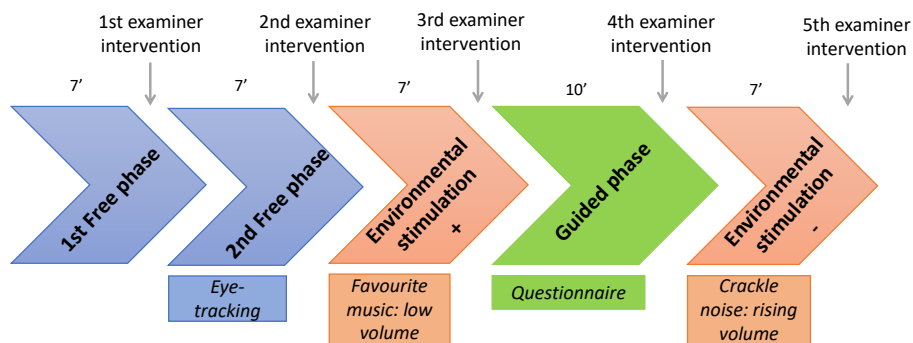 1st examiner
intervention
2nd examiner
intervention
3rd examiner
intervention
4th examiner
intervention
5th examiner
intervention
7’
7’
7’
10’
7’
1st Free phase
2nd Free phase
Environmental
stimulation
+
Guided phase
Environmental
stimulation
-
Eye-
tracking
Favourite
music: low
volume
Questionnaire
Crackle
noise: rising
volume